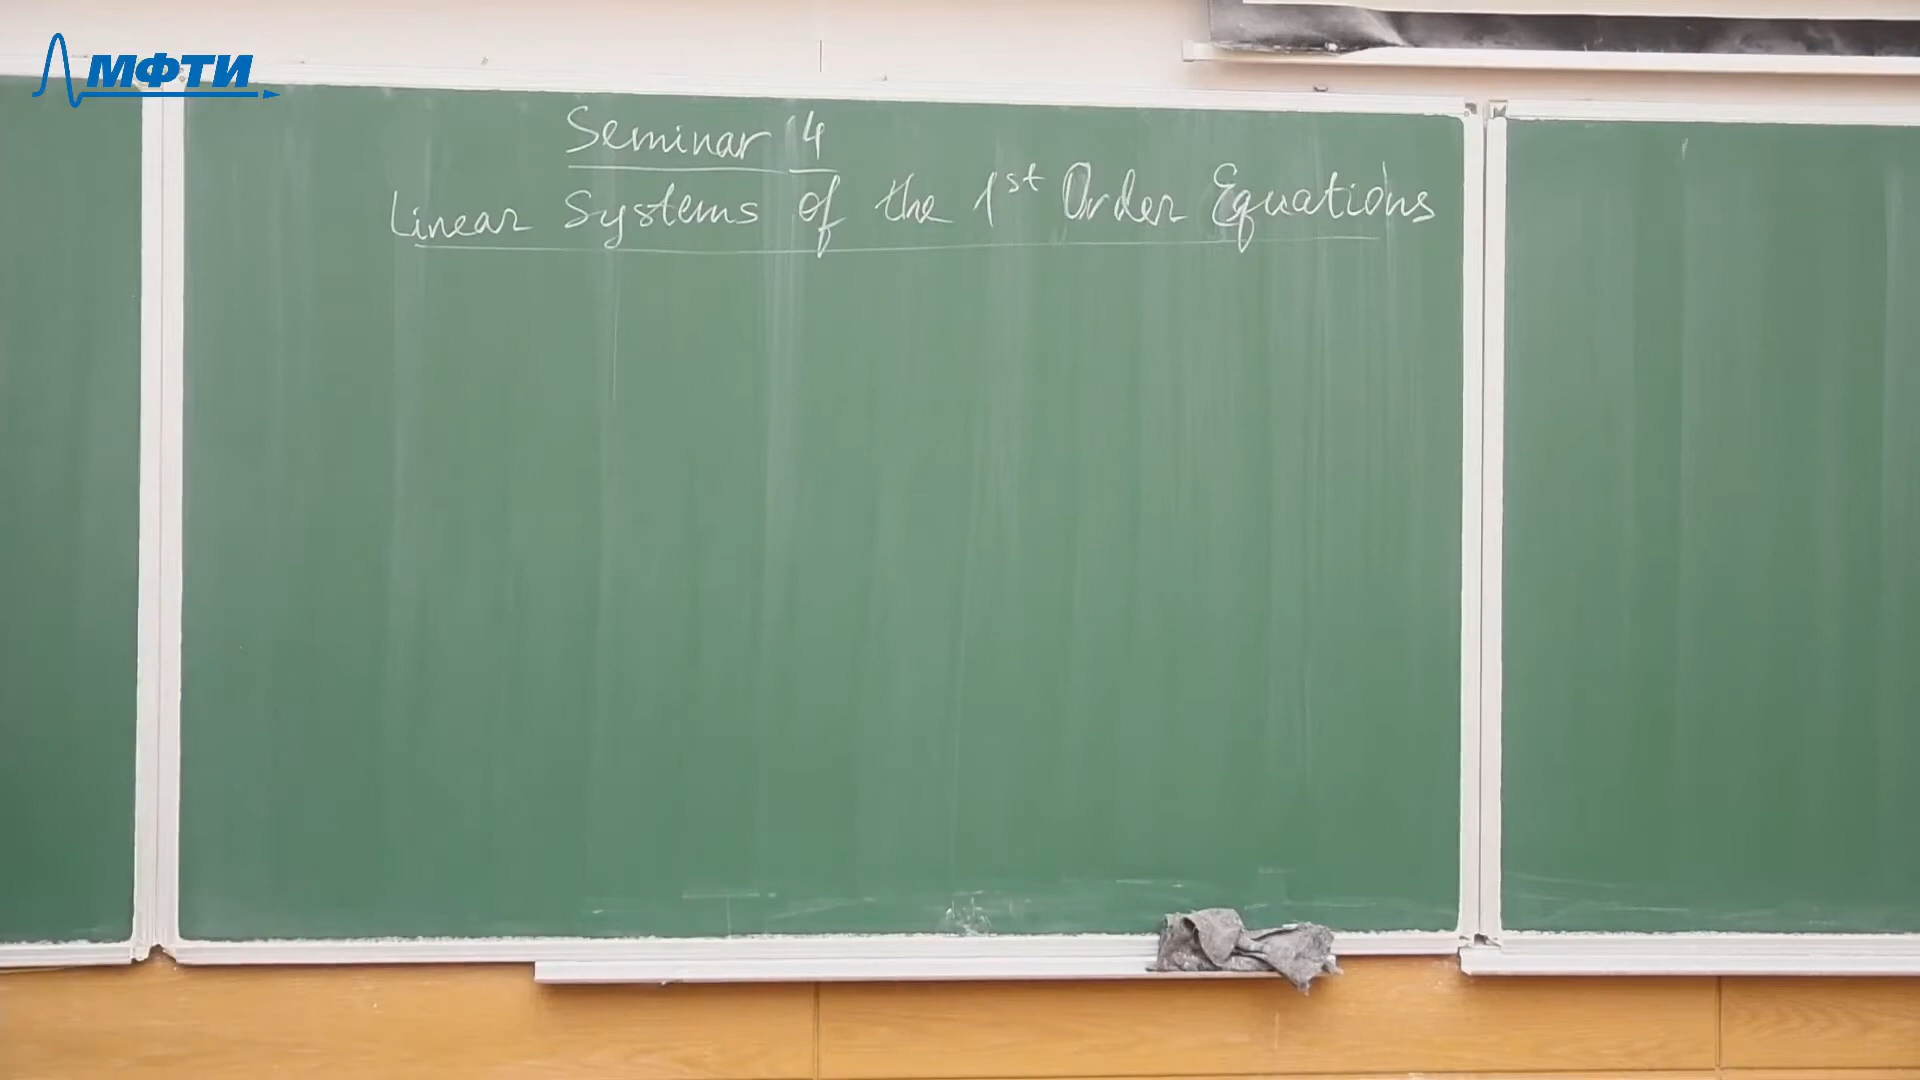 МФТИ
Seminar 4
Linear Systems of the 1st Order Equations